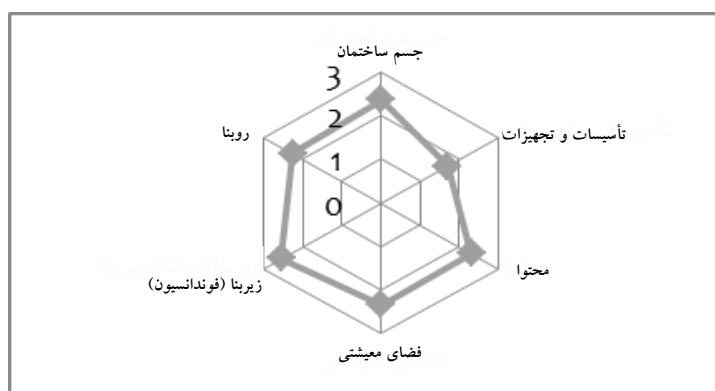 جسم ساختمان
3
تأسیسات و تجهیزات
روبنا
2
1
0
محتوا
زیربنا (فوندانسیون)
فضای معیشتی